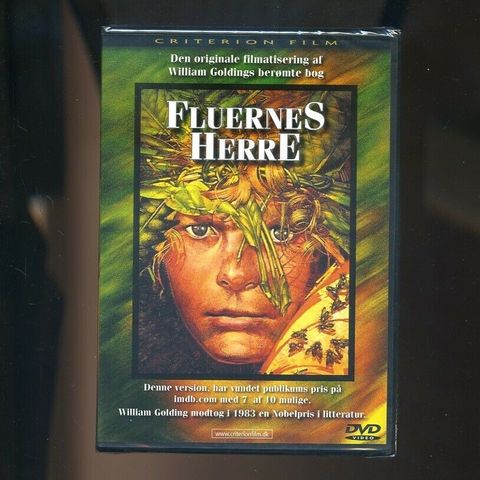 CRITERION FILM
Den originale filmatisering af
William Goldings berømte bog
FLUERNES
HERRE
Denne version, har vundet publikums pris på
imdb.com med 7 af 10 mulige.
William Golding modtog i 1983 en Nobelpris i litteratur.
www.criterionfilm.dk
DVD
VIDEO